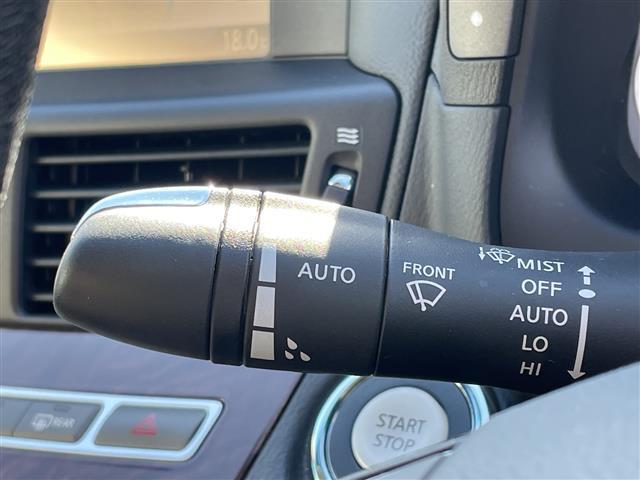 18.0
AUTO
FRONT
MIST
OFF
AUTO
LO
HI
REAR
START
STOP